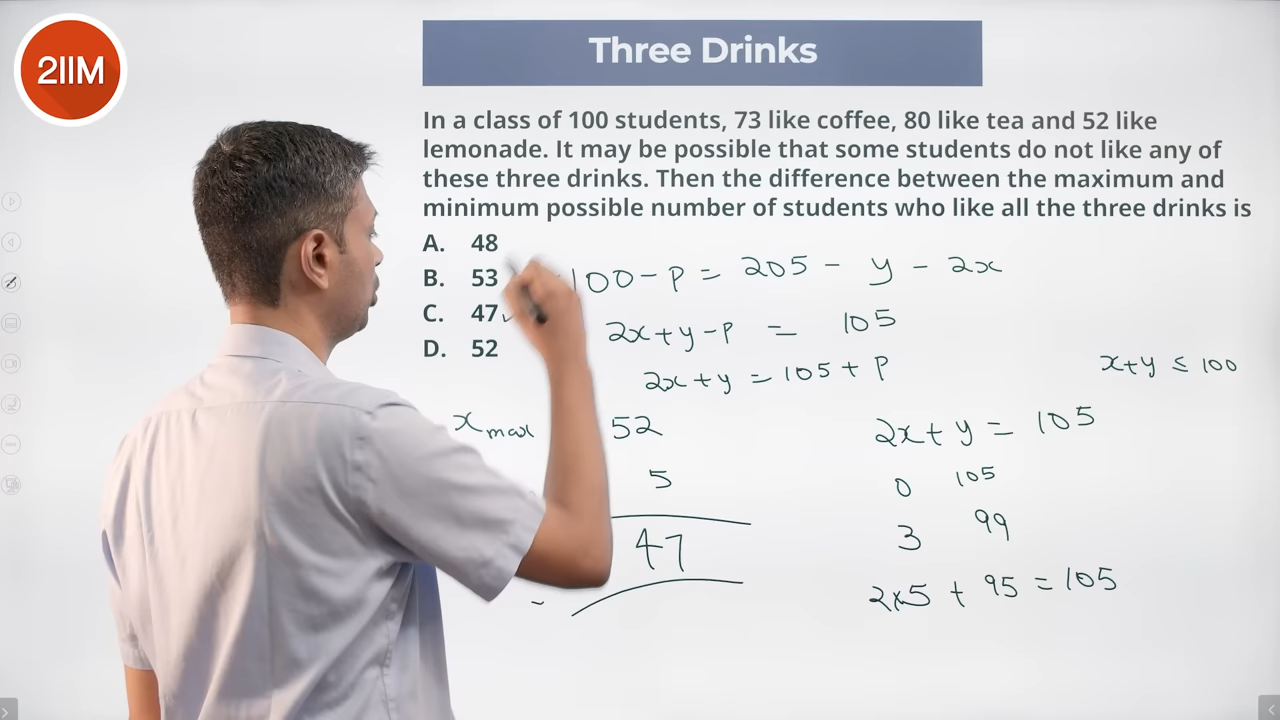 2IIM
Three Drinks
In a class of 100 students, 73 like coffee, 80 like tea and 52 like
lemonade. It may be possible that some students do not like any of
these three drinks. Then the difference between the maximum and
minimum possible number of students who like all the three drinks is
A. 48
B. 53
C. 47 ✓
D. 52
100 - p = 205 - y - 2x
2x + y - p = 105
2x + y = 105 + p
x + y ≤ 100
x max 52
5
47
2x + y = 105
0 105
3 99
2x5 + 95 = 105